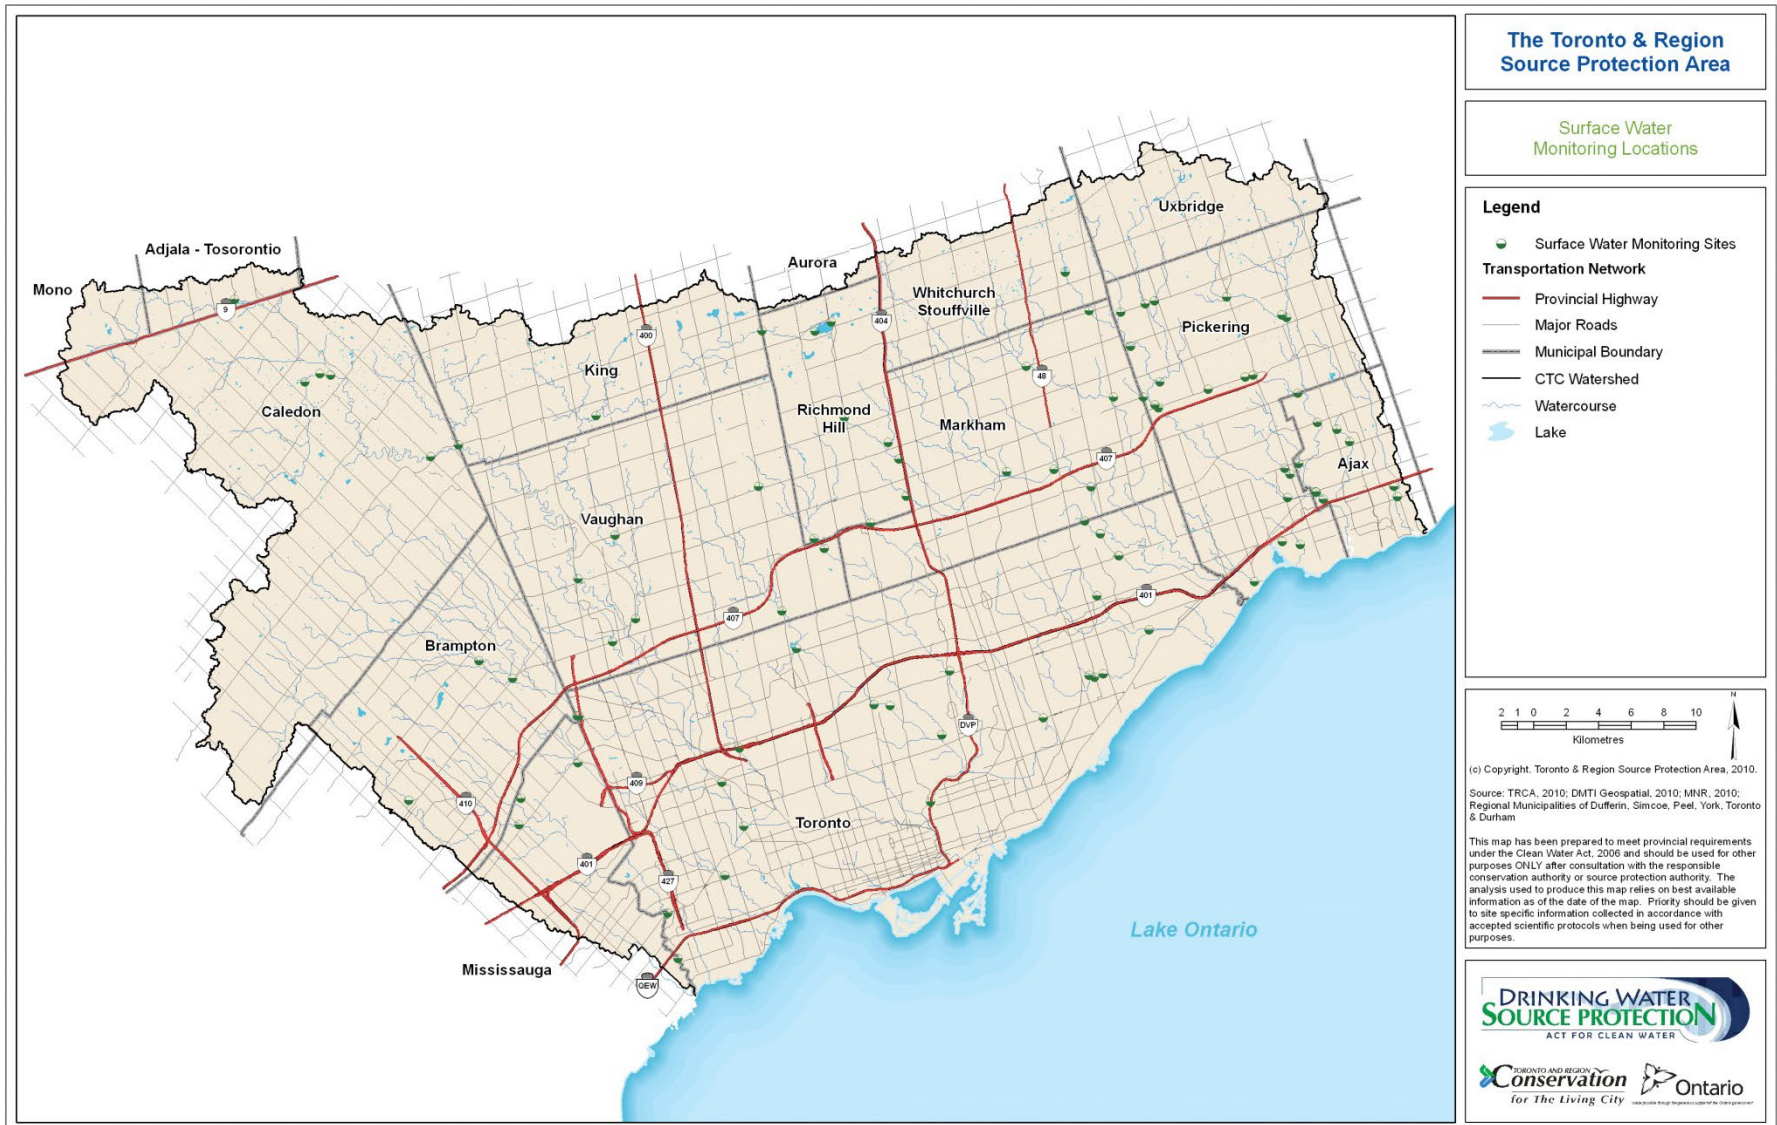 The Toronto & Region
Source Protection Area
Surface Water
Monitoring Locations
Legend
Surface Water Monitoring Sites
Transportation Network
Provincial Highway
Major Roads
Municipal Boundary
CTC Watershed
Watercourse
Lake
2 1 0 2 4 6 8 10
Kilometres
N
(c) Copyright. Toronto & Region Source Protection Area, 2010.
Source: TRCA, 2010; DMTI Geospatial, 2010; MNR, 2010;
Regional Municipalities of Dufferin, Simcoe, Peel, York, Toronto
& Durham
This map has been prepared to meet provincial requirements
under the Clean Water Act, 2006 and should be used for other
purposes ONLY after consultation with the responsible
conservation authority or source protection authority. The
analysis used to produce this map relies on best available
information as of the date of the map. Priority should be given
to site specific information collected in accordance with
accepted scientific protocols when being used for other
purposes.
DRINKING WATER
SOURCE PROTECTION
ACT FOR CLEAN WATER
TORONTO AND REGION
Conservation
for The Living City
Ontario
Uxbridge
Adjala - Tosorontio
Aurora
Mono
Whitchurch
Stouffville
9
404
Pickering
400
King
48
Caledon
Richmond
Hill
Markham
407
Ajax
Vaughan
401
407
Brampton
DVP
409
410
Toronto
401
427
Lake Ontario
Mississauga
QEW